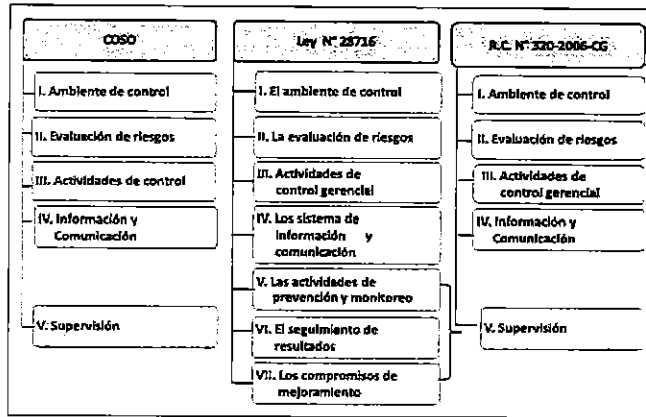 COSO
I. Ambiente de control
II. Evaluación de riesgos
III. Actividades de control
IV. Información y
Comunicación
V. Supervisión
Ley N° 28716
I. El ambiente de control
II. La evaluación de riesgos
III. Actividades de
control gerencial
IV. Los sistema de
información y
comunicación
V. Las actividades de
prevención y monitoreo
VI. El seguimiento de
resultados
VII. Los compromisos de
mejoramiento
R.C. N° 320-2006-CG
I. Ambiente de control
II. Evaluación de riesgos
III. Actividades de
control gerencial
IV. Información y
Comunicación
V. Supervisión